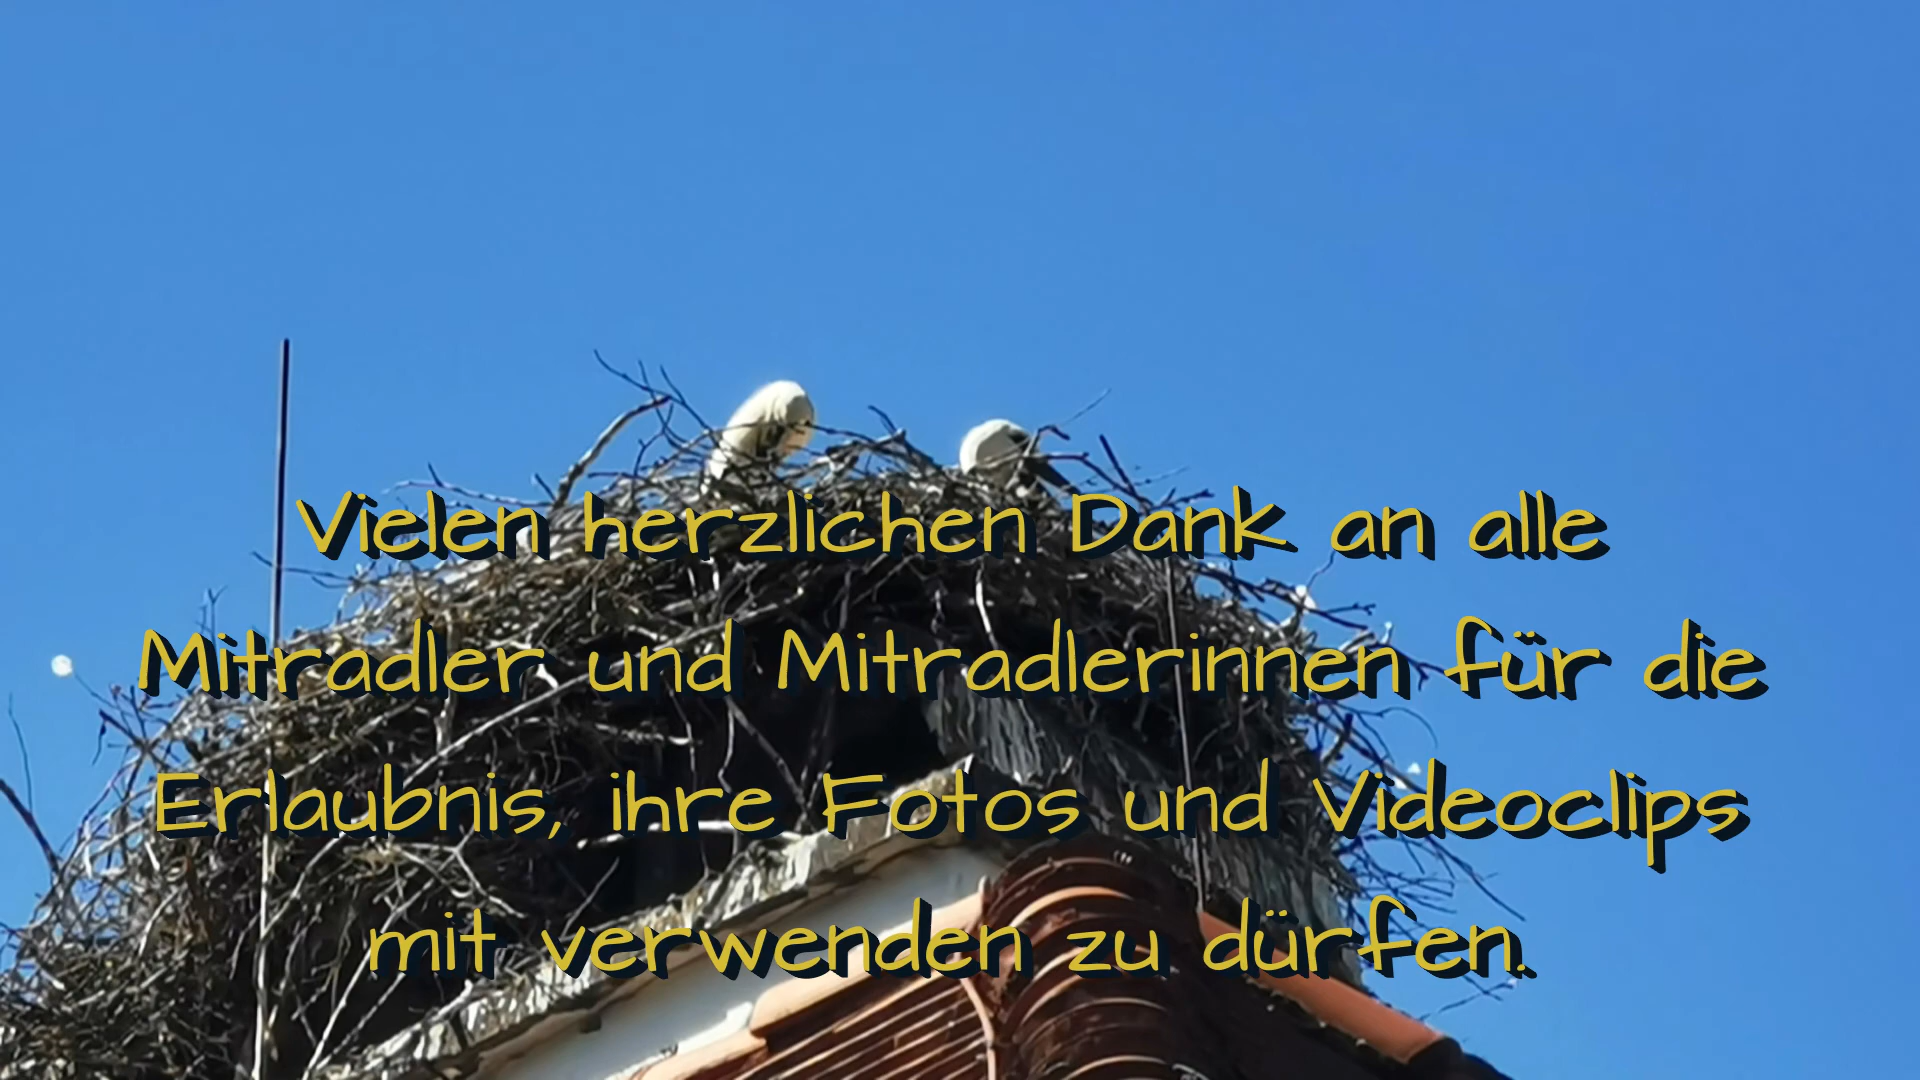 Vielen herzlichen Dank an alle
Mitradler und Mitradlerinnen für die
Erlaubnis, ihre Fotos und Videoclips
mit verwenden zu dürfen.